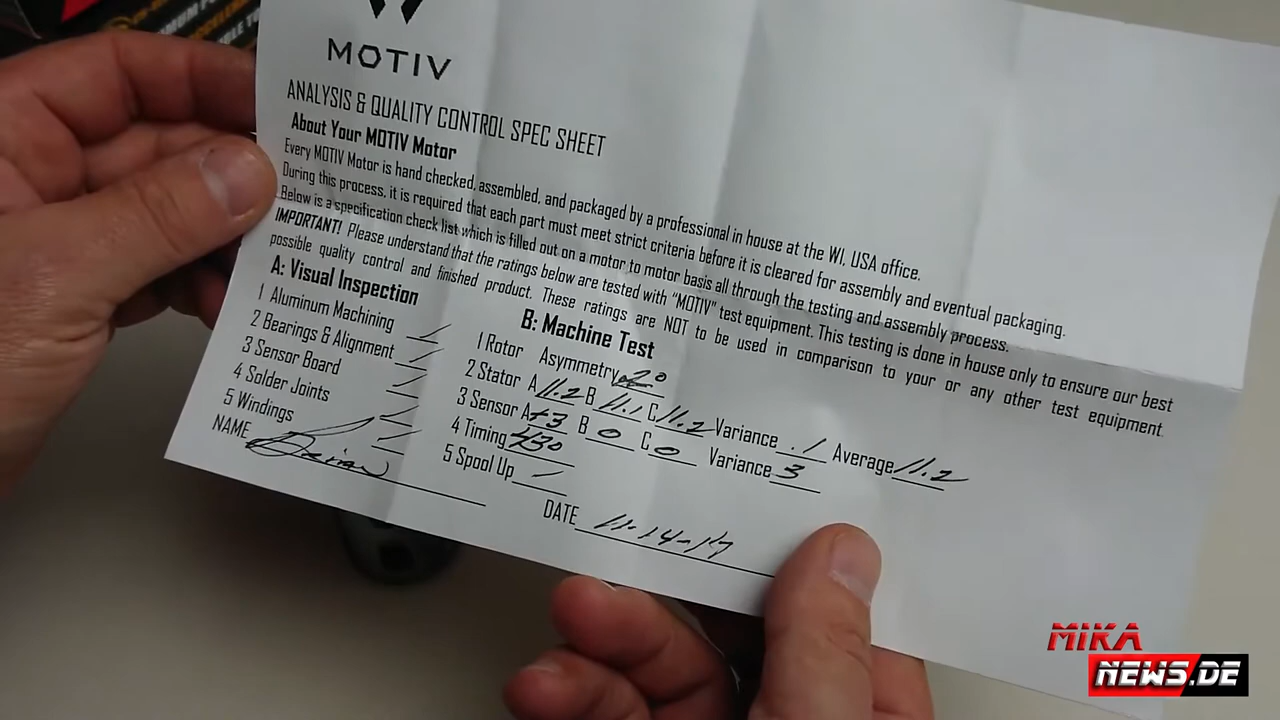 MOTIV
ANALYSIS & QUALITY CONTROL SPEC SHEET
About Your MOTIV Motor
Every MOTIV Motor is hand checked, assembled, and packaged by a professional in house at the WI, USA office.
During this process, it is required that each part must meet strict criteria before it is cleared for assembly and eventual packaging.
Below is a specification check list which is filled out on a motor to motor basis all through the testing and assembly process.
IMPORTANT! Please understand that the ratings below are tested with "MOTIV" test equipment. This testing is done in house only to ensure our best
possible quality control and finished product. These ratings are NOT to be used in comparison to your or any other test equipment.
A: Visual Inspection
1 Aluminum Machining
2 Bearings & Alignment
3 Sensor Board
4 Solder Joints
5 Windings
NAME Brian
B: Machine Test
1 Rotor Asymmetry 2°
2 Stator A 11.2 B 11.1 C 11.2 Variance .1 Average 11.2
3 Sensor A +3 B 0 C 0 Variance 3
4 Timing 430
5 Spool Up
DATE 11-14-17
MIKA
NEWS.DE